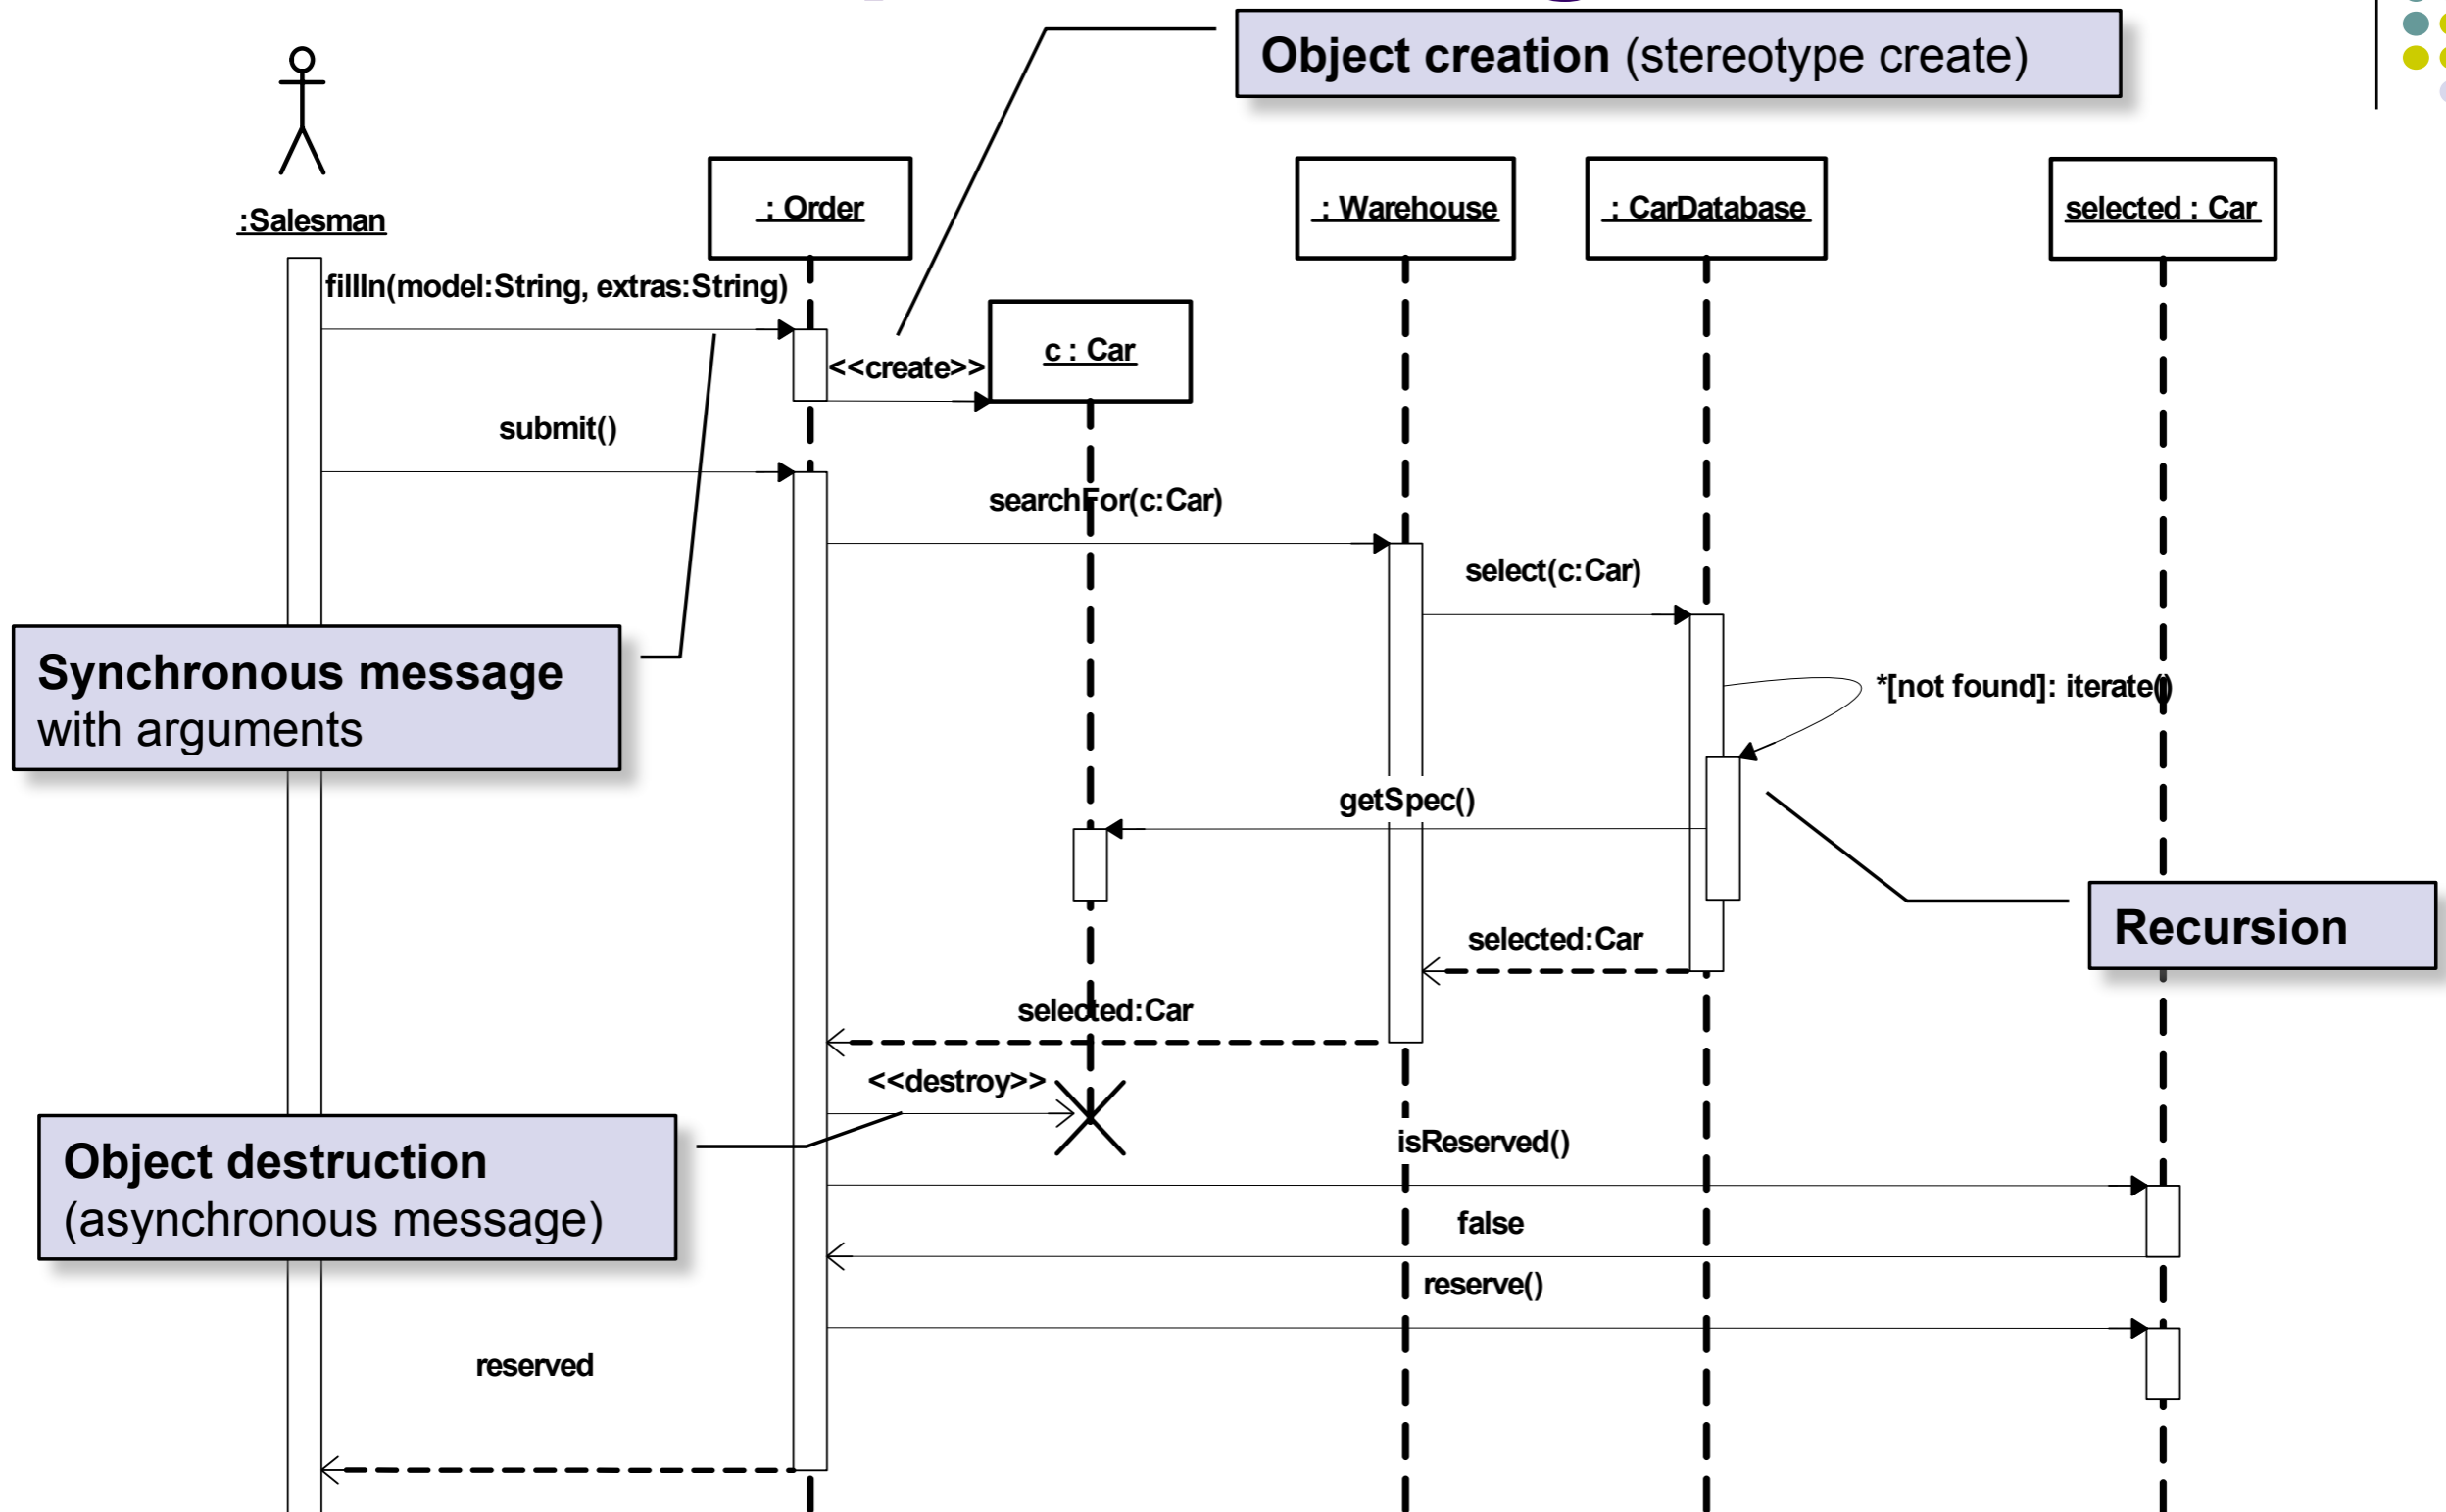 Object creation (stereotype create)
:Salesman
: Order
: Warehouse
: CarDatabase
selected : Car
fillIn(model:String, extras:String)
c : Car
<<create>>
submit()
searchFor(c:Car)
select(c:Car)
Synchronous message
with arguments
*[not found]: iterate()
getSpec()
Recursion
selected:Car
selected:Car
<<destroy>>
Object destruction
(asynchronous message)
isReserved()
false
reserve()
reserved